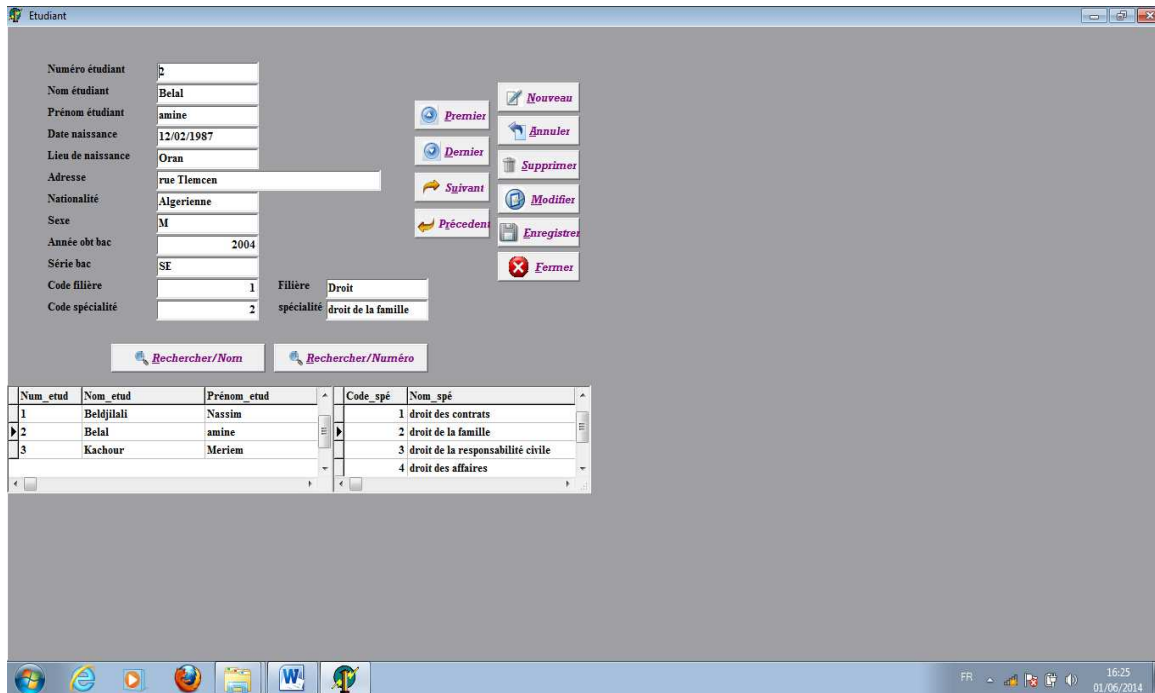 Etudiant
Numéro étudiant 2
Nom étudiant Belal
Prénom étudiant amine
Date naissance 12/02/1987
Lieu de naissance Oran
Adresse rue Tlemcen
Nationalité Algerienne
Sexe M
Année obt bac 2004
Série bac SE
Code filière 1 Filière Droit
Code spécialité 2 spécialité droit de la famille
Premier
Dernier
Suivant
Précedent
Nouveau
Annuler
Supprimer
Modifier
Enregistrer
Fermer
Rechercher/Nom Rechercher/Numéro
Num_etud Nom_etud Prénom_etud
1 Beldjilali Nassim
2 Belal amine
3 Kachour Meriem
Code_spé Nom_spé
1 droit des contrats
2 droit de la famille
3 droit de la responsabilité civile
4 droit des affaires
FR
16:25
01/06/2014